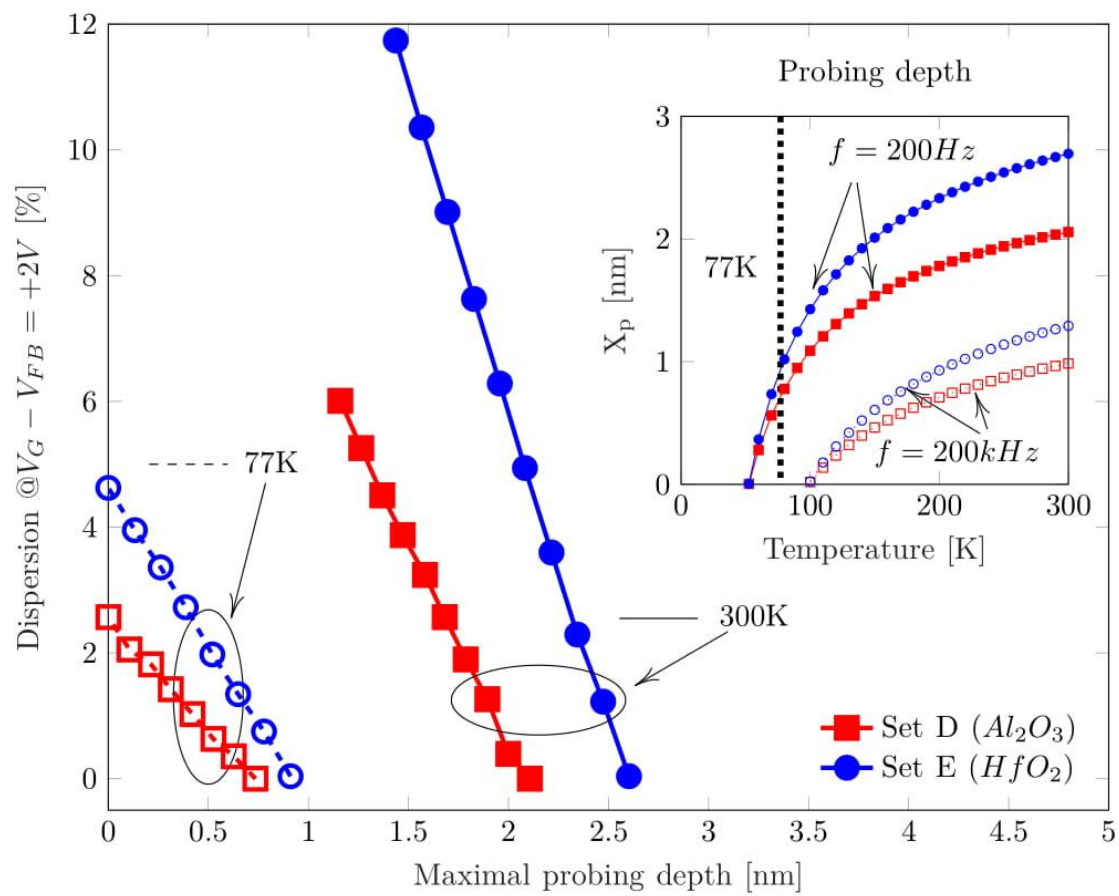 12
10
8
6
4
2
0
Dispersion @V_G − V_FB = +2V [%]
0 0.5 1 1.5 2 2.5 3 3.5 4 4.5 5
Maximal probing depth [nm]
77K
300K
Set D (Al₂O₃)
Set E (HfO₂)
Probing depth
3
2
1
0
X_p [nm]
f = 200Hz
77K
f = 200kHz
0 100 200 300
Temperature [K]